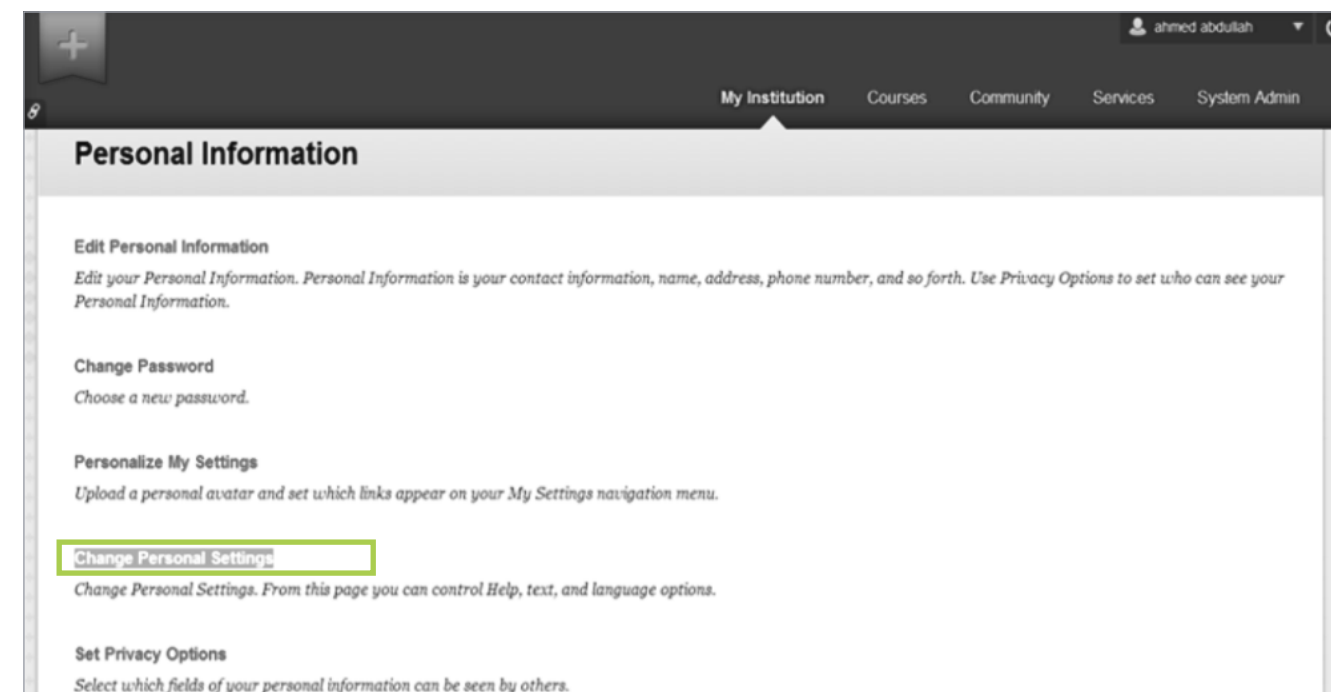 ahmed abdullah
My Institution Courses Community Services System Admin
Personal Information
Edit Personal Information
Edit your Personal Information. Personal Information is your contact information, name, address, phone number, and so forth. Use Privacy Options to set who can see your
Personal Information.
Change Password
Choose a new password.
Personalize My Settings
Upload a personal avatar and set which links appear on your My Settings navigation menu.
Change Personal Settings
Change Personal Settings. From this page you can control Help, text, and language options.
Set Privacy Options
Select which fields of your personal information can be seen by others.